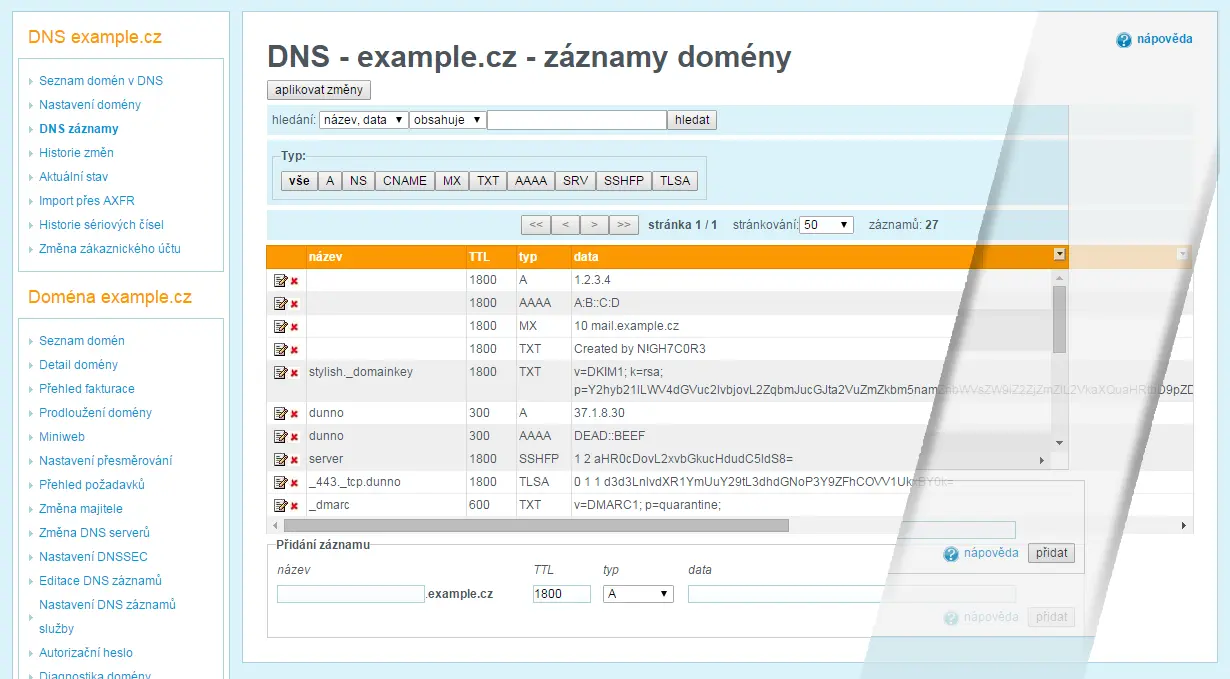 DNS example.cz
Seznam domén v DNS
Nastavení domény
DNS záznamy
Historie změn
Aktuální stav
Import přes AXFR
Historie sériových čísel
Změna zákaznického účtu
Doména example.cz
Seznam domén
Detail domény
Přehled fakturace
Prodloužení domény
Miniweb
Nastavení přesměrování
Přehled požadavků
Změna majitele
Změna DNS serverů
Nastavení DNSSEC
Editace DNS záznamů
Nastavení DNS záznamů
služby
Autorizační heslo
Diagnostika domény
nápověda
DNS - example.cz - záznamy domény
aplikovat změny
hledání: název, data obsahuje hledat
Typ:
vše A NS CNAME MX TXT AAAA SRV SSHFP TLSA
<< < > >> stránka 1 / 1 stránkování: 50 záznamů: 27
název TTL typ data
1800 A 1.2.3.4
1800 AAAA A:B::C:D
1800 MX 10 mail.example.cz
1800 TXT Created by N!GH7C0R3
stylish._domainkey 1800 TXT v=DKIM1; k=rsa;
dunno 300 A 37.1.8.30
dunno 300 AAAA DEAD::BEEF
server 1800 SSHFP 1 2 aHR0cDovL2xvbGkucHdudC5ldS8=
_443._tcp.dunno 1800 TLSA 0 1 1
_dmarc 600 TXT v=DMARC1; p=quarantine;
Přidání záznamu
nápověda přidat
název TTL typ data
.example.cz 1800 A
nápověda přidat